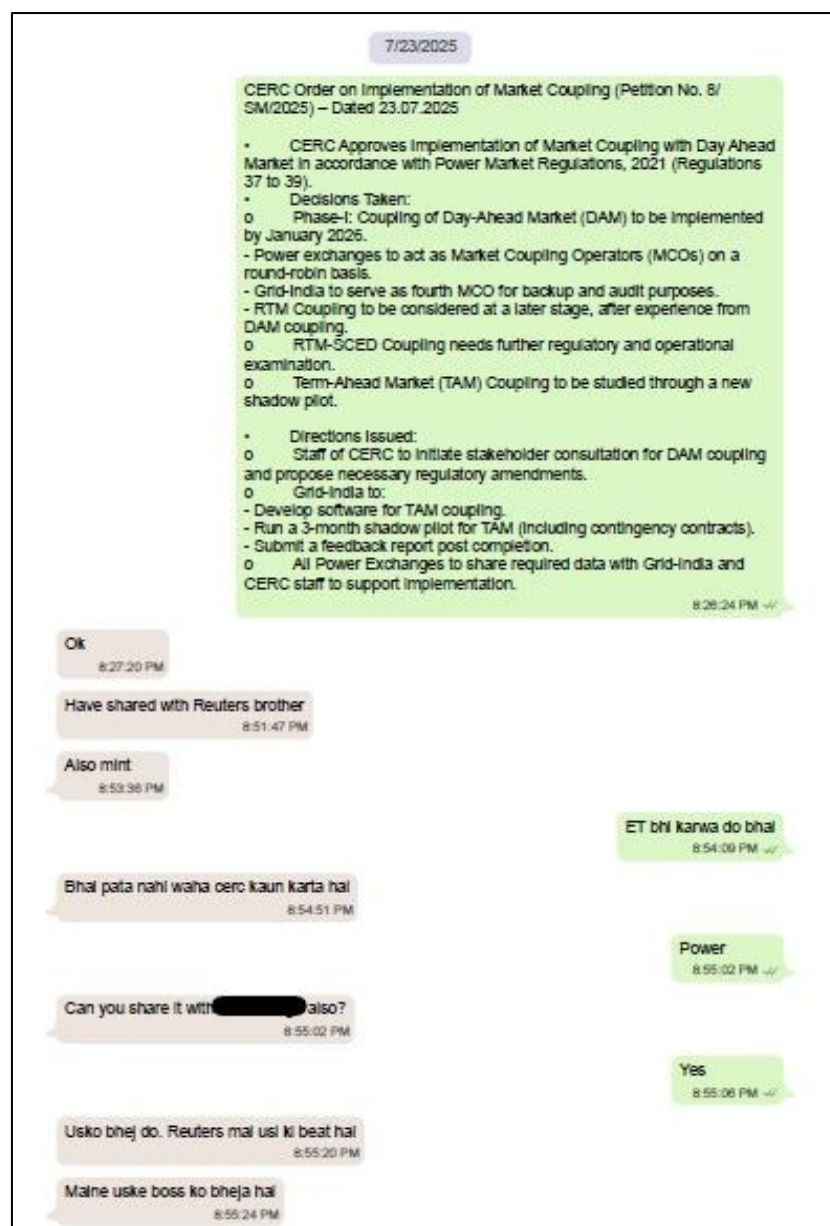 7/23/2025
CERC Order on Implementation of Market Coupling (Petition No. 8/
SM/2025) – Dated 23.07.2025
• CERC Approves Implementation of Market Coupling with Day Ahead
Market in accordance with Power Market Regulations, 2021 (Regulations
37 to 39).
• Decisions Taken:
o Phase-I: Coupling of Day-Ahead Market (DAM) to be implemented
by January 2026.
- Power exchanges to act as Market Coupling Operators (MCOs) on a
round-robin basis.
- Grid-India to serve as fourth MCO for backup and audit purposes.
- RTM Coupling to be considered at a later stage, after experience from
DAM coupling.
o RTM-SCED Coupling needs further regulatory and operational
examination.
o Term-Ahead Market (TAM) Coupling to be studied through a new
shadow pilot.
• Directions Issued:
o Staff of CERC to initiate stakeholder consultation for DAM coupling
and propose necessary regulatory amendments.
o Grid-India to:
- Develop software for TAM coupling.
- Run a 3-month shadow pilot for TAM (including contingency contracts).
- Submit a feedback report post completion.
o All Power Exchanges to share required data with Grid-India and
CERC staff to support implementation.
8:26:24 PM
Ok
8:27:20 PM
Have shared with Reuters brother
8:51:47 PM
Also mint
8:53:36 PM
ET bhi karwa do bhai
8:54:09 PM
Bhai pata nahi waha cerc kaun karta hai
8:54:51 PM
Power
8:55:02 PM
Can you share it with also?
8:55:02 PM
Yes
8:55:06 PM
Usko bhej do. Reuters mai usi ki beat hai
8:55:20 PM
Maine uske boss ko bheja hai
8:55:24 PM